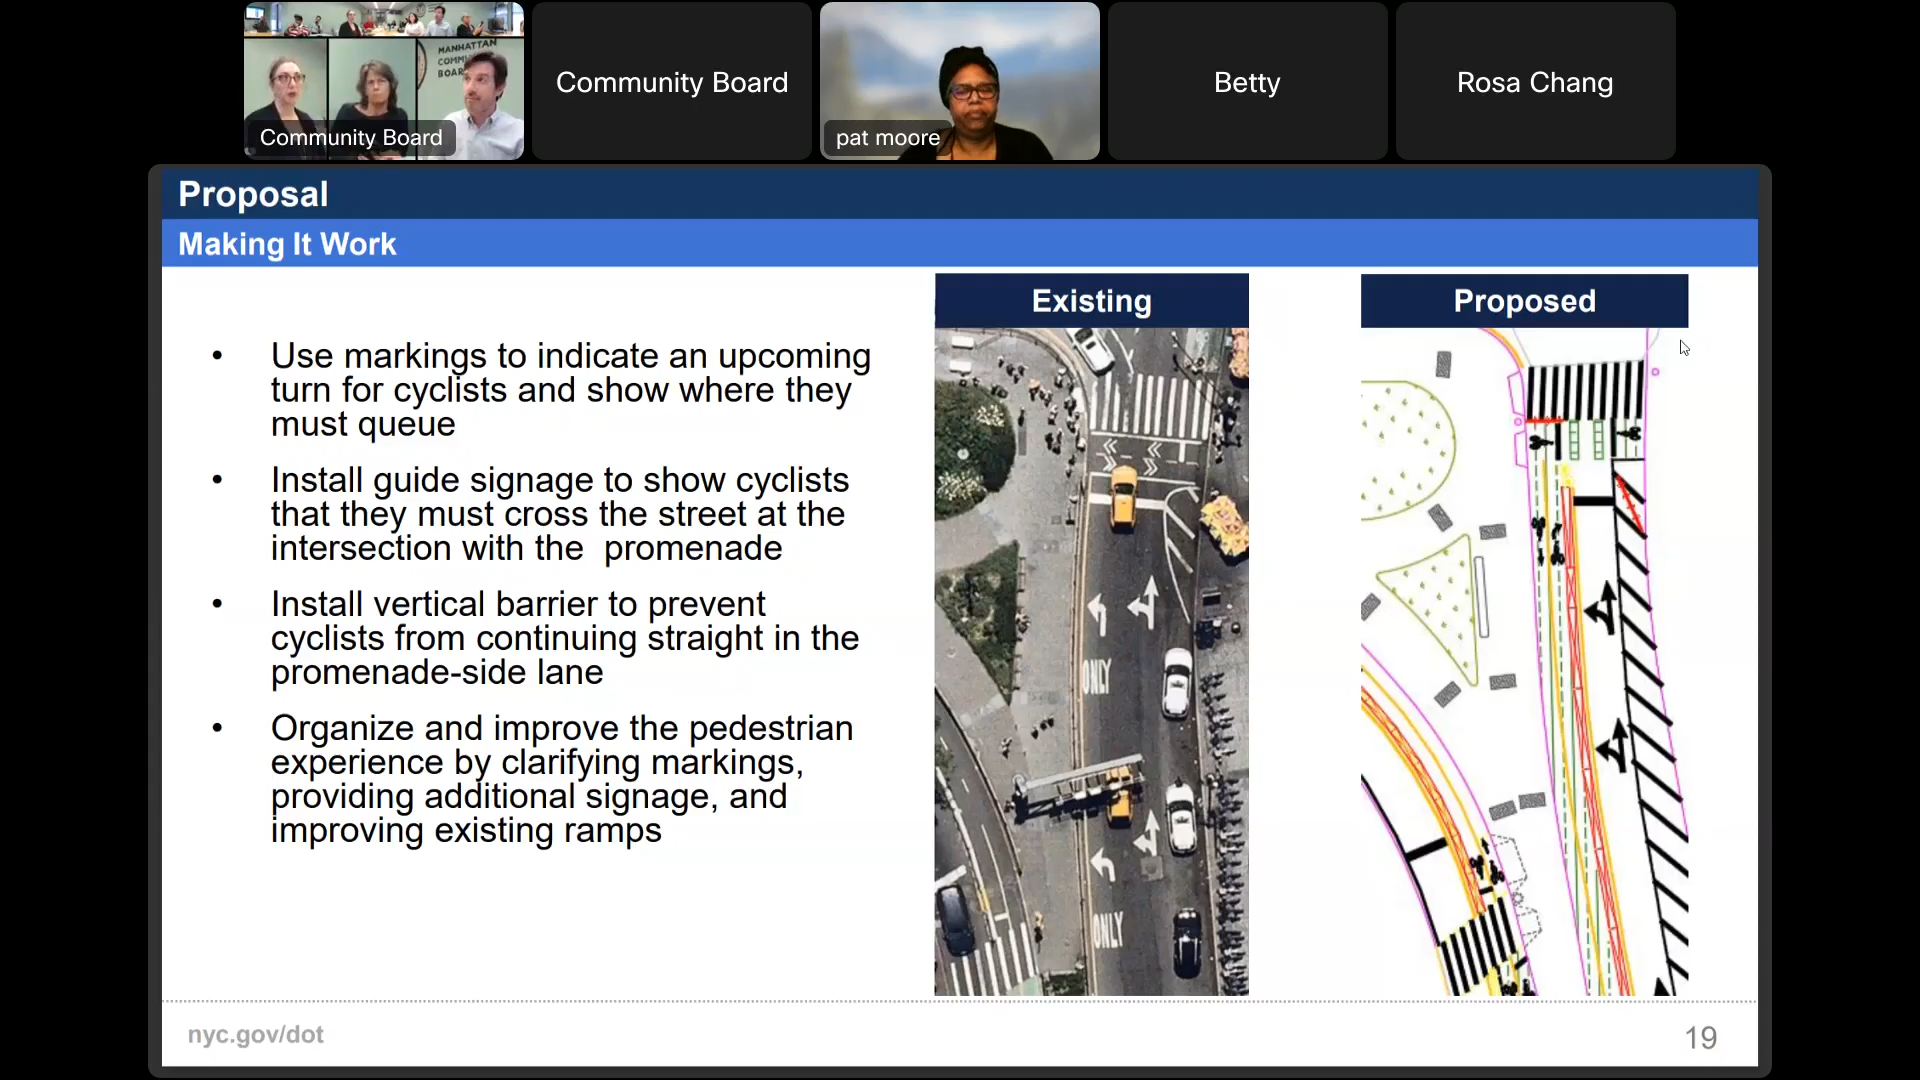 MANHATTAN
COMMU
BOAR
Community Board
Community Board
pat moore
Betty
Rosa Chang
Proposal
Making It Work
• Use markings to indicate an upcoming
turn for cyclists and show where they
must queue
• Install guide signage to show cyclists
that they must cross the street at the
intersection with the promenade
• Install vertical barrier to prevent
cyclists from continuing straight in the
promenade-side lane
• Organize and improve the pedestrian
experience by clarifying markings,
providing additional signage, and
improving existing ramps
Existing
ONLY
ONLY
Proposed
nyc.gov/dot
19